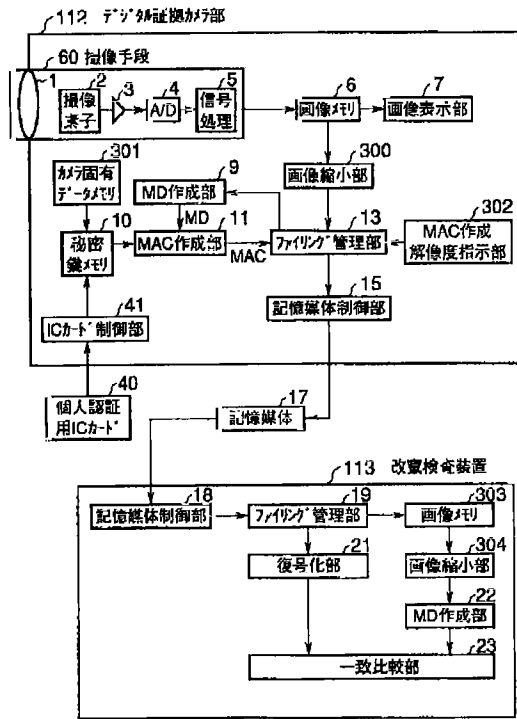 112 デジタル証拠カメラ部
60 撮像手段
1
2
撮像
素子
3
4
A/D
5
信号
処理
6
画像メモリ
7
画像表示部
301
カメラ固有
データメモリ
9
MD作成部
300
画像縮小部
MD
10
秘密
鍵メモリ
11
MAC作成部
MAC
13
ファイリング管理部
302
MAC作成
解像度指示部
41
ICカード制御部
15
記憶媒体制御部
40
個人認証
用ICカード
17
記憶媒体
113 改竄検査装置
18
記憶媒体制御部
19
ファイリング管理部
303
画像メモリ
21
復号化部
304
画像縮小部
22
MD作成部
23
一致比較部